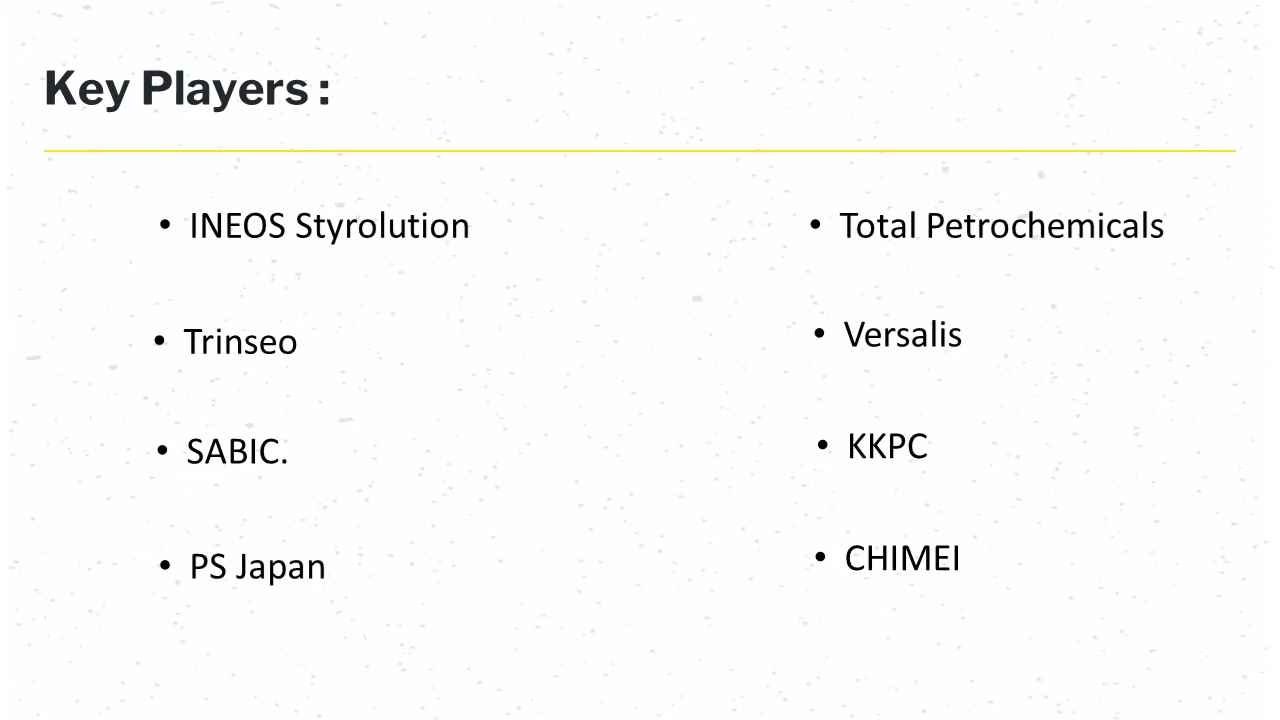 Key Players :
• INEOS Styrolution
• Trinseo
• SABIC.
• PS Japan
• Total Petrochemicals
• Versalis
• KKPC
• CHIMEI